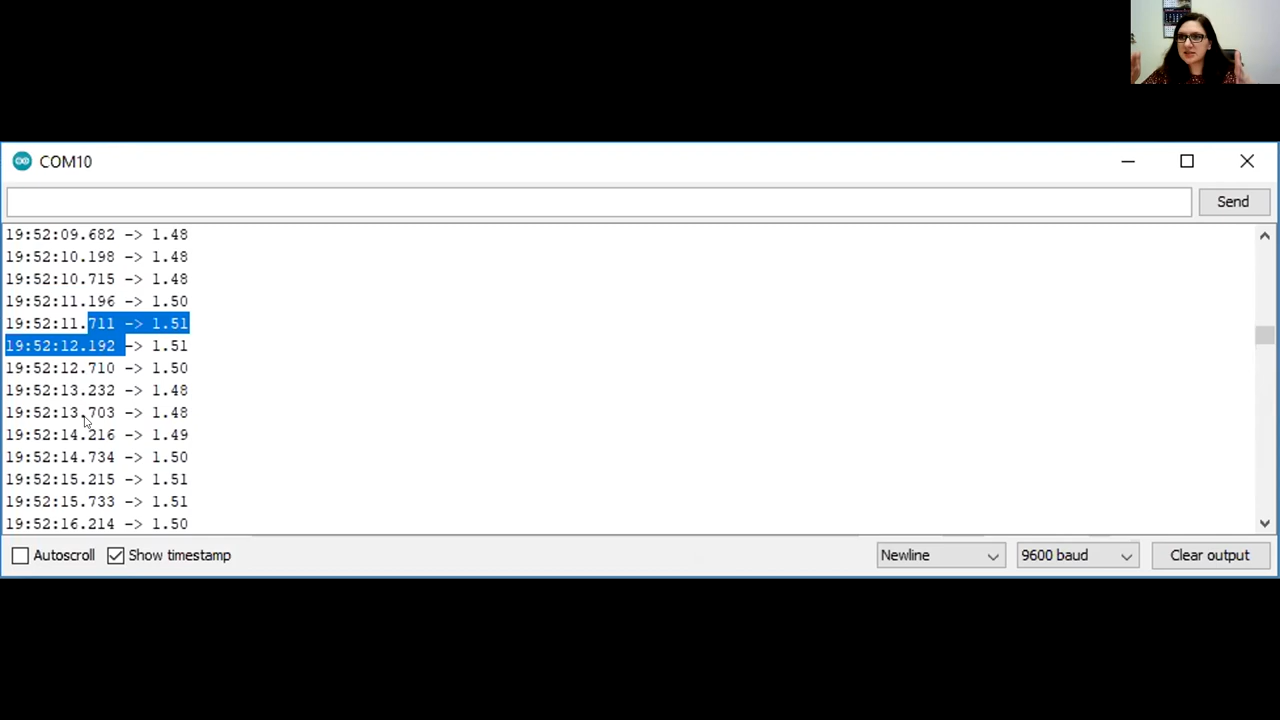 COM10
Send
19:52:09.682 -> 1.48
19:52:10.198 -> 1.48
19:52:10.715 -> 1.48
19:52:11.196 -> 1.50
19:52:11.711 -> 1.51
19:52:12.192 -> 1.51
19:52:12.710 -> 1.50
19:52:13.232 -> 1.48
19:52:13.703 -> 1.48
19:52:14.216 -> 1.49
19:52:14.734 -> 1.50
19:52:15.215 -> 1.51
19:52:15.733 -> 1.51
19:52:16.214 -> 1.50
Autoscroll Show timestamp Newline 9600 baud Clear output